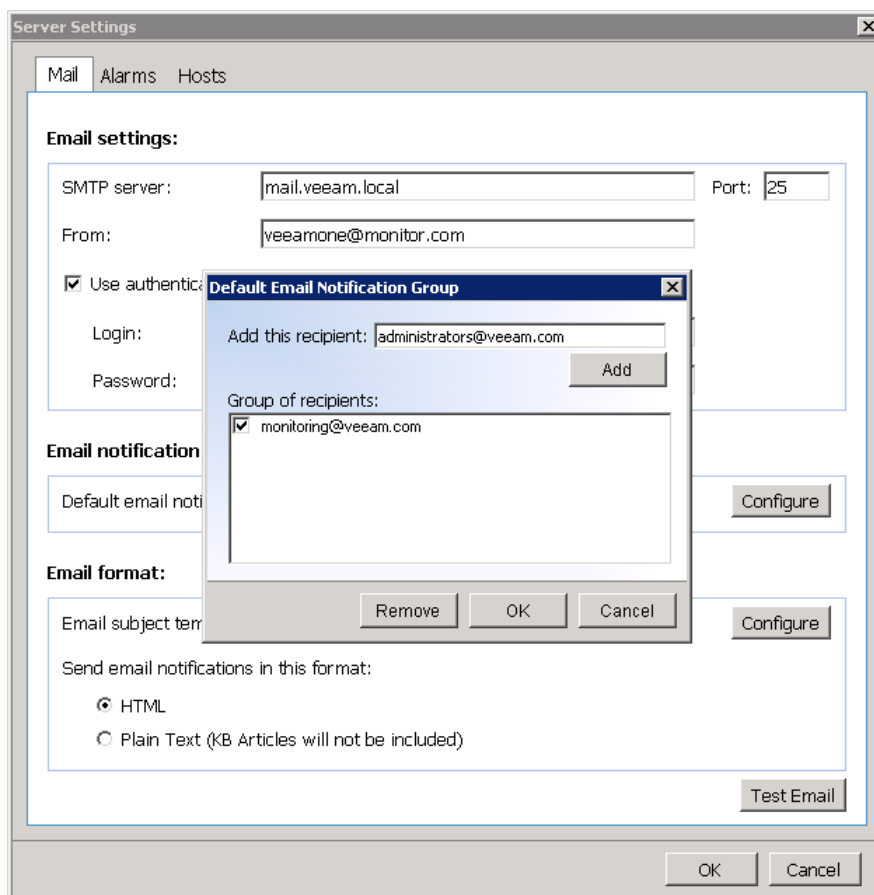 Server Settings
Mail Alarms Hosts
Email settings:
SMTP server: mail.veeam.local Port: 25
From: veeamone@monitor.com
Use authentica
Default Email Notification Group
Login:
Add this recipient: administrators@veeam.com
Add
Password:
Group of recipients:
monitoring@veeam.com
Email notification
Default email noti Configure
Email format:
Remove OK Cancel
Email subject tem Configure
Send email notifications in this format:
HTML
Plain Text (KB Articles will not be included)
Test Email
OK Cancel